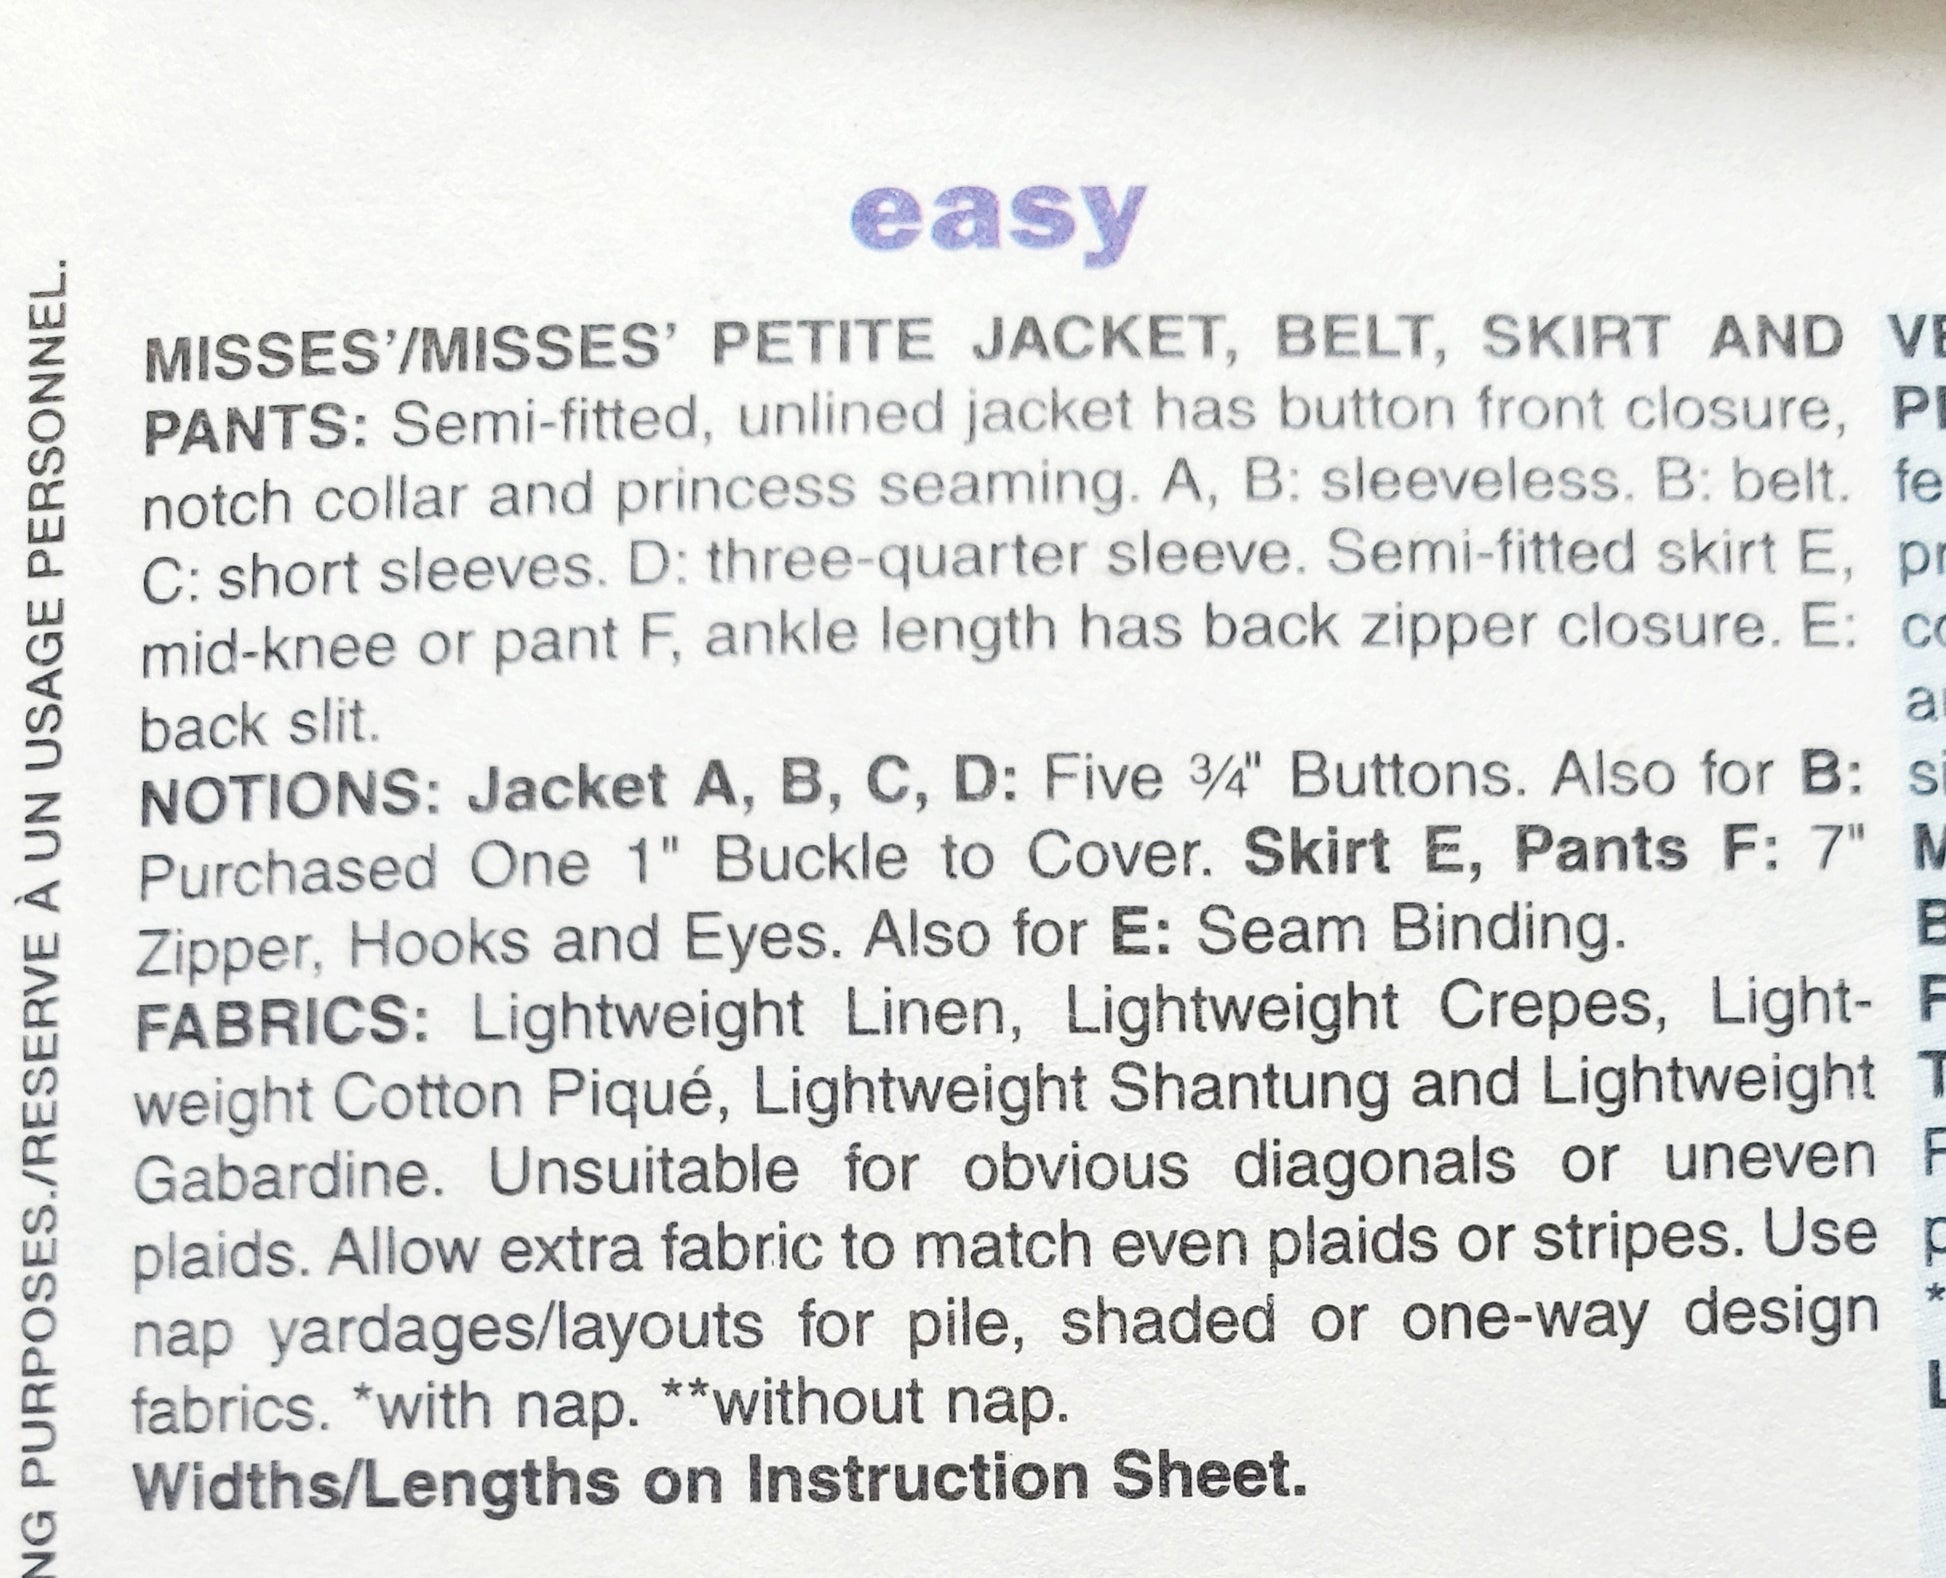 easy
MISSES'/MISSES' PETITE JACKET, BELT, SKIRT AND
PANTS: Semi-fitted, unlined jacket has button front closure,
notch collar and princess seaming. A, B: sleeveless. B: belt.
C: short sleeves. D: three-quarter sleeve. Semi-fitted skirt E,
mid-knee or pant F, ankle length has back zipper closure. E:
back slit.
NOTIONS: Jacket A, B, C, D: Five ¾" Buttons. Also for B:
Purchased One 1" Buckle to Cover. Skirt E, Pants F: 7"
Zipper, Hooks and Eyes. Also for E: Seam Binding.
FABRICS: Lightweight Linen, Lightweight Crepes, Light-
weight Cotton Piqué, Lightweight Shantung and Lightweight
Gabardine. Unsuitable for obvious diagonals or uneven
plaids. Allow extra fabric to match even plaids or stripes. Use
nap yardages/layouts for pile, shaded or one-way design
fabrics. *with nap. **without nap.
Widths/Lengths on Instruction Sheet.
PURPOSES./RESERVE À UN USAGE PERSONNEL.